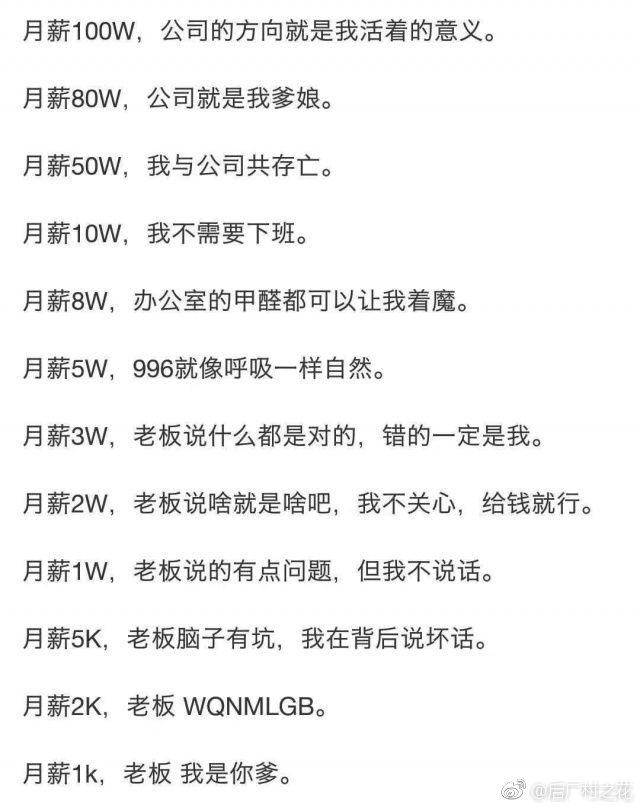 月薪100W，公司的方向就是我活着的意义。
月薪80W，公司就是我爹娘。
月薪50W，我与公司共存亡。
月薪10W，我不需要下班。
月薪8W，办公室的甲醛都可以让我着魔。
月薪5W，996就像呼吸一样自然。
月薪3W，老板说什么都是对的，错的一定是我。
月薪2W，老板说啥就是啥吧，我不关心，给钱就行。
月薪1W，老板说的有点问题，但我不说话。
月薪5K，老板脑子有坑，我在背后说坏话。
月薪2K，老板 WQNMLGB。
月薪1k，老板 我是你爹。
@后厂村之花